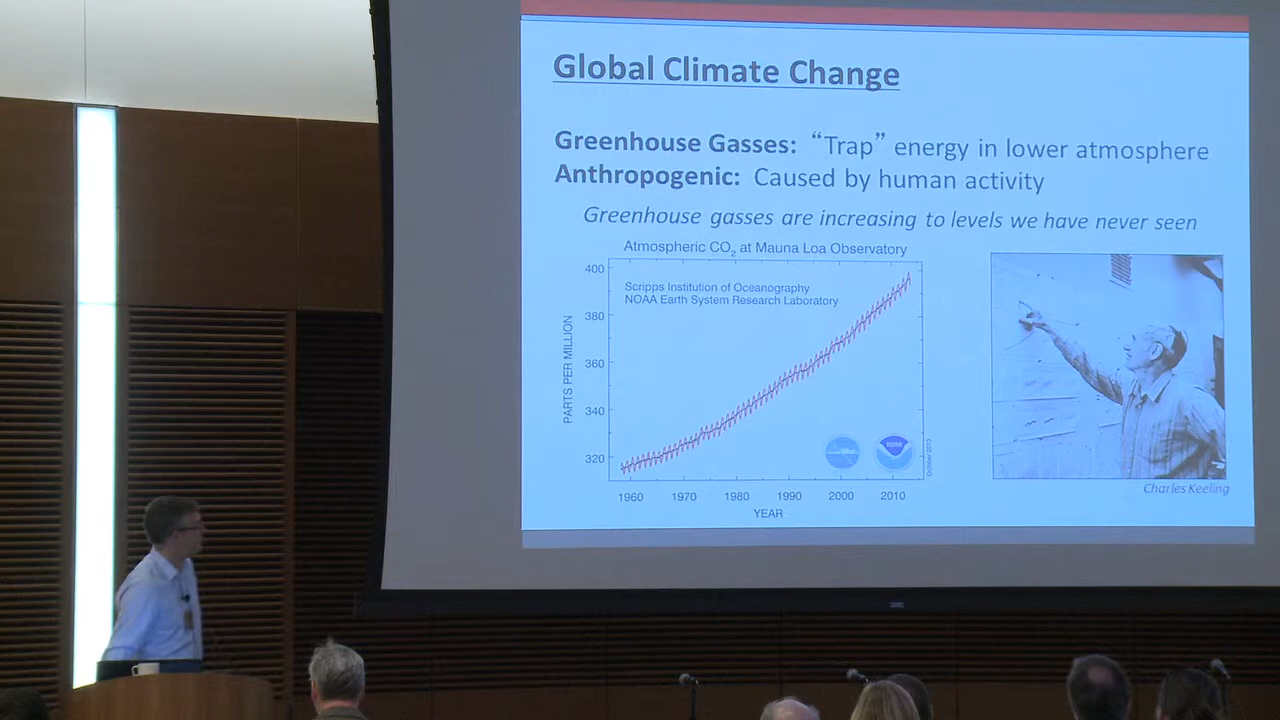 Global Climate Change
Greenhouse Gasses: “Trap” energy in lower atmosphere
Anthropogenic: Caused by human activity
Greenhouse gasses are increasing to levels we have never seen
Atmospheric CO₂ at Mauna Loa Observatory
Scripps Institution of Oceanography
NOAA Earth System Research Laboratory
PARTS PER MILLION
400
380
360
340
320
1960 1970 1980 1990 2000 2010
YEAR
October 2013
Charles Keeling